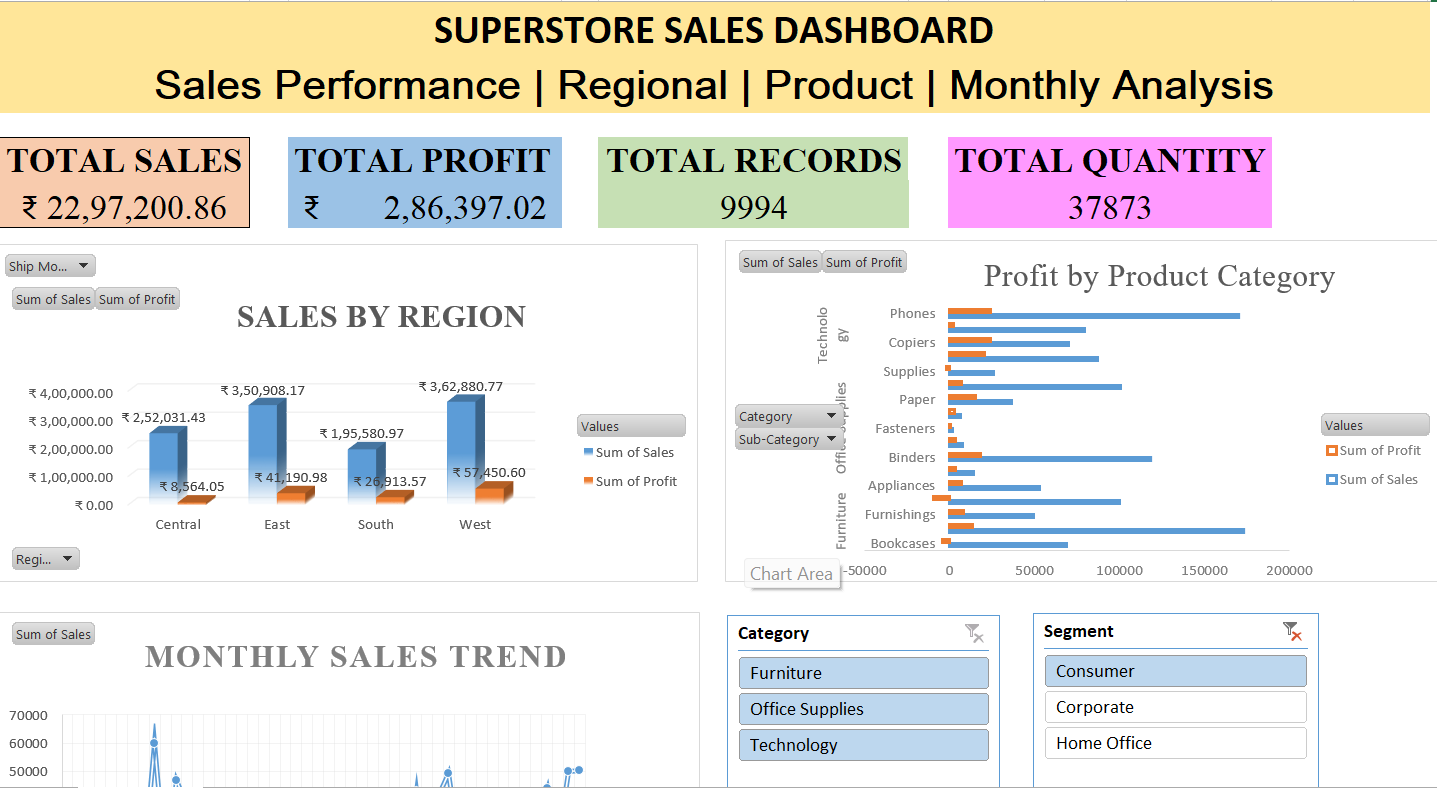 SUPERSTORE SALES DASHBOARD
Sales Performance | Regional | Product | Monthly Analysis
TOTAL SALES
₹ 22,97,200.86
TOTAL PROFIT
₹ 2,86,397.02
TOTAL RECORDS
9994
TOTAL QUANTITY
37873
Ship Mo...
Sum of Sales Sum of Profit
SALES BY REGION
₹ 4,00,000.00
₹ 3,00,000.00
₹ 2,00,000.00
₹ 1,00,000.00
₹ 0.00
₹ 2,52,031.43
₹ 3,50,908.17
₹ 1,95,580.97
₹ 3,62,880.77
₹ 8,564.05
₹ 41,190.98
₹ 26,913.57
₹ 57,450.60
Central East South West
Values
Sum of Sales
Sum of Profit
Regi...
Sum of Sales Sum of Profit
Profit by Product Category
Technolo
gy
Office Supplies
Furniture
Phones
Copiers
Supplies
Paper
Fasteners
Binders
Appliances
Furnishings
Bookcases
Category
Sub-Category
-50000 0 50000 100000 150000 200000
Values
Sum of Profit
Sum of Sales
Chart Area
Sum of Sales
MONTHLY SALES TREND
70000
60000
50000
Category
Furniture
Office Supplies
Technology
Segment
Consumer
Corporate
Home Office